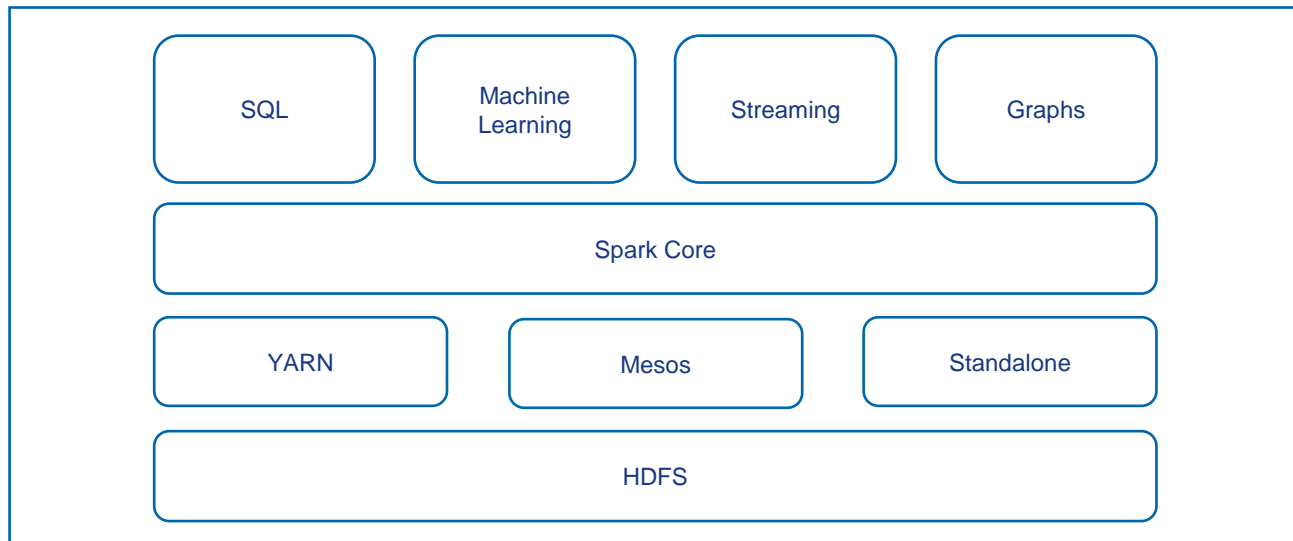 SQL
Machine
Learning
Streaming
Graphs
Spark Core
YARN
Mesos
Standalone
HDFS